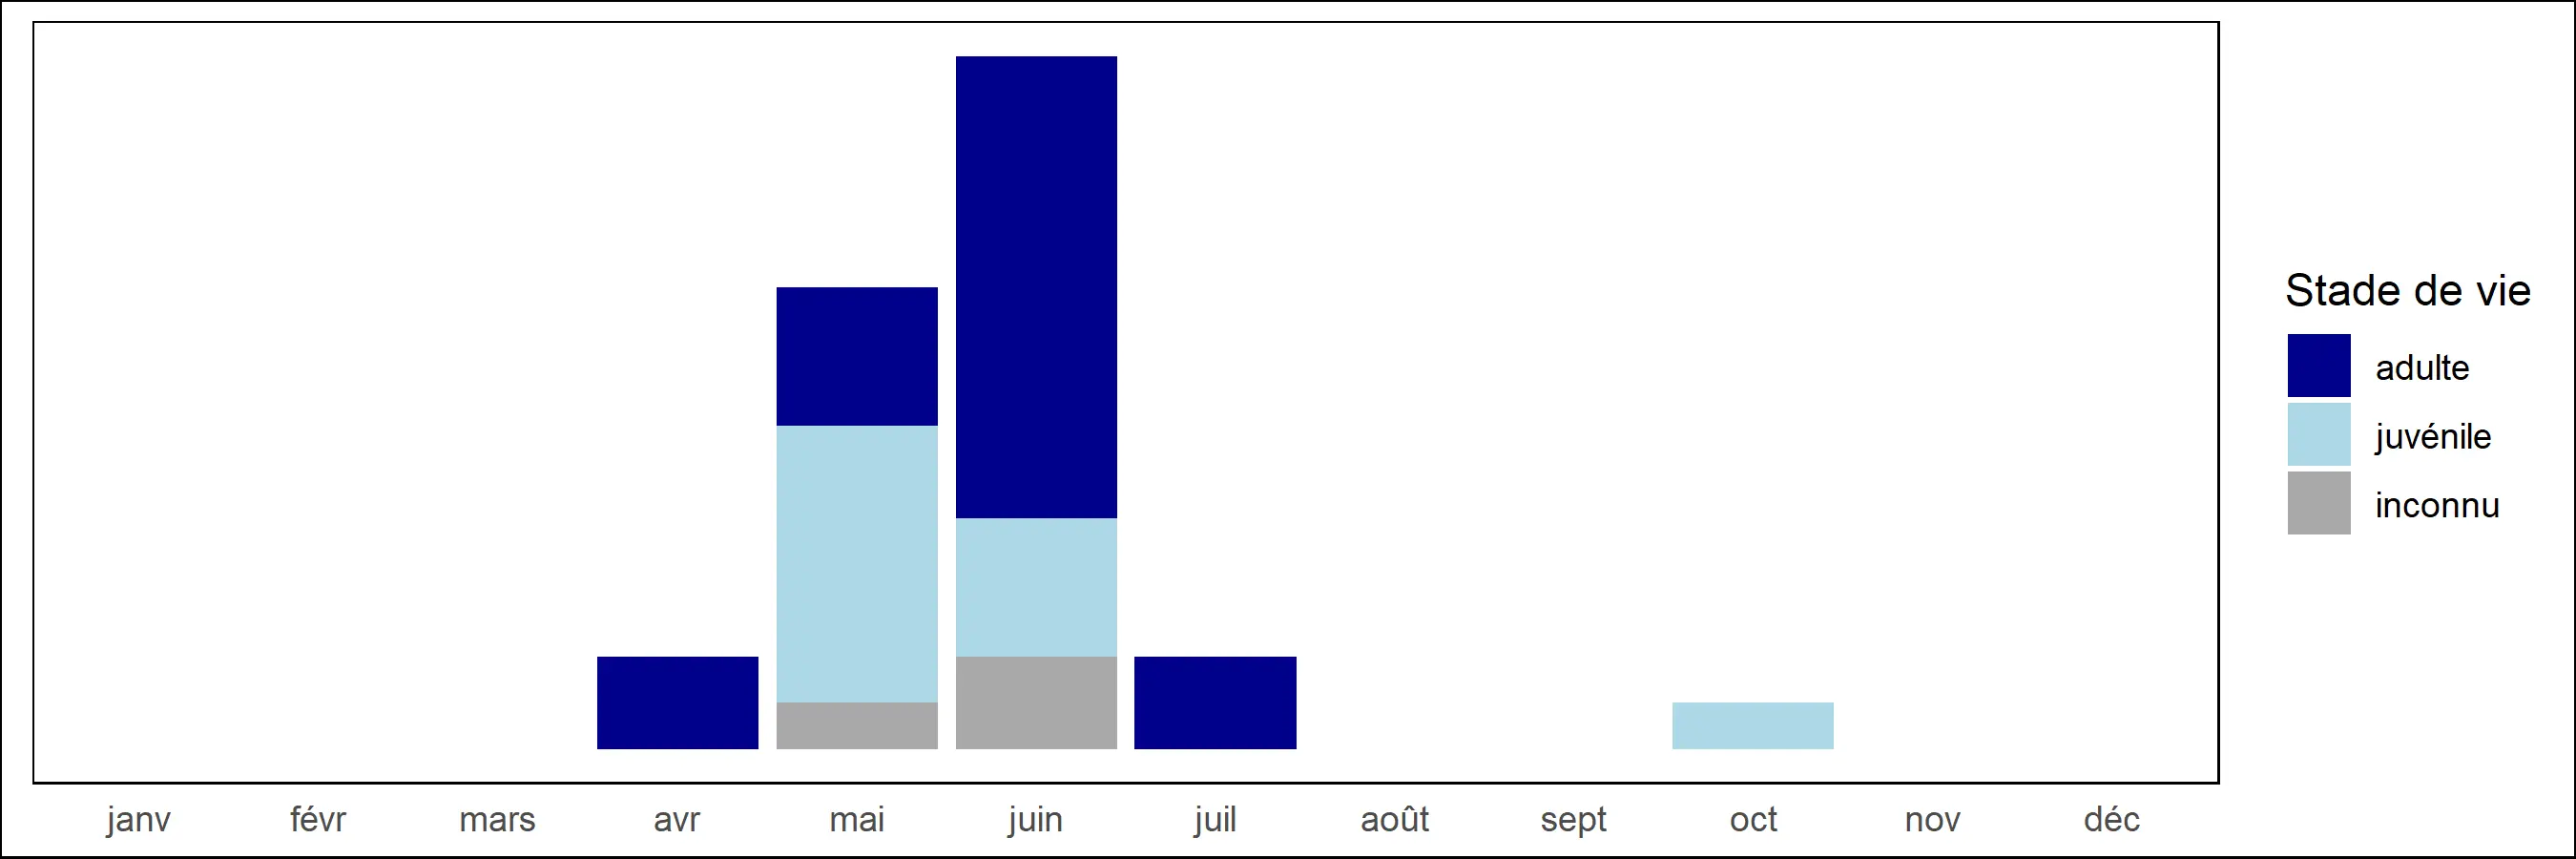 Stade de vie
adulte
juvénile
inconnu
janv févr mars avr mai juin juil août sept oct nov déc